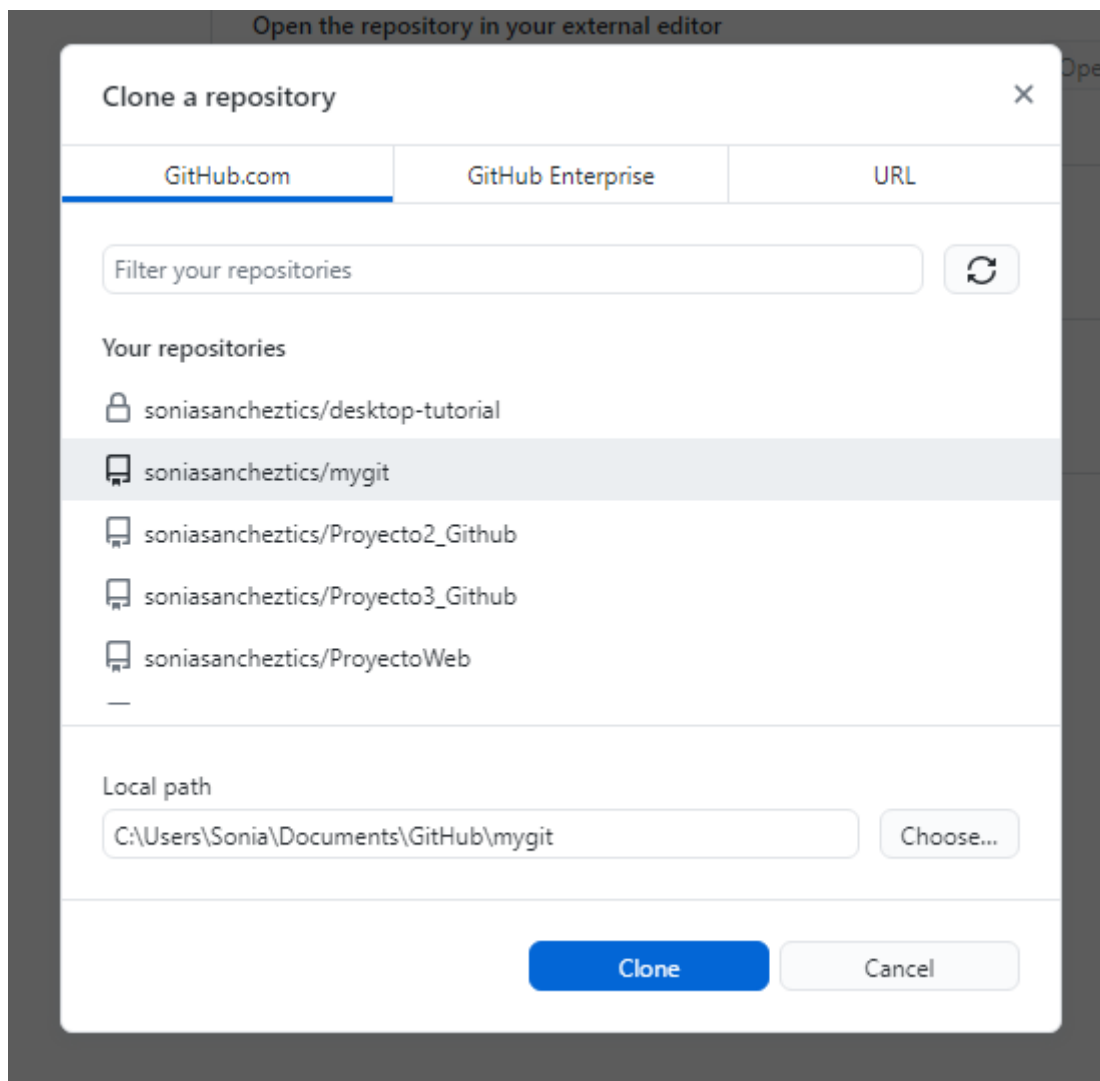 Open the repository in your external editor
Clone a repository
GitHub.com GitHub Enterprise URL
Filter your repositories
Your repositories
soniasancheztics/desktop-tutorial
soniasancheztics/mygit
soniasancheztics/Proyecto2_Github
soniasancheztics/Proyecto3_Github
soniasancheztics/ProyectoWeb
Local path
C:\Users\Sonia\Documents\GitHub\mygit Choose...
Clone Cancel